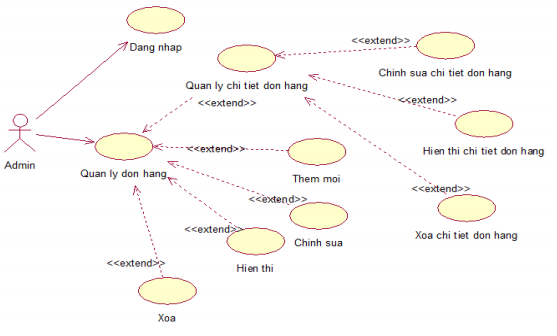 <<extend>>
Dang nhap
Chinh sua chi tiet don hang
Quan ly chi tiet don hang
<<extend>>
<<extend>>
Hien thi chi tiet don hang
Admin
<<extend>>
Quan ly don hang
Them moi
<<extend>>
<<extend>>
<<extend>>
Chinh sua
Xoa chi tiet don hang
Hien thi
<<extend>>
Xoa